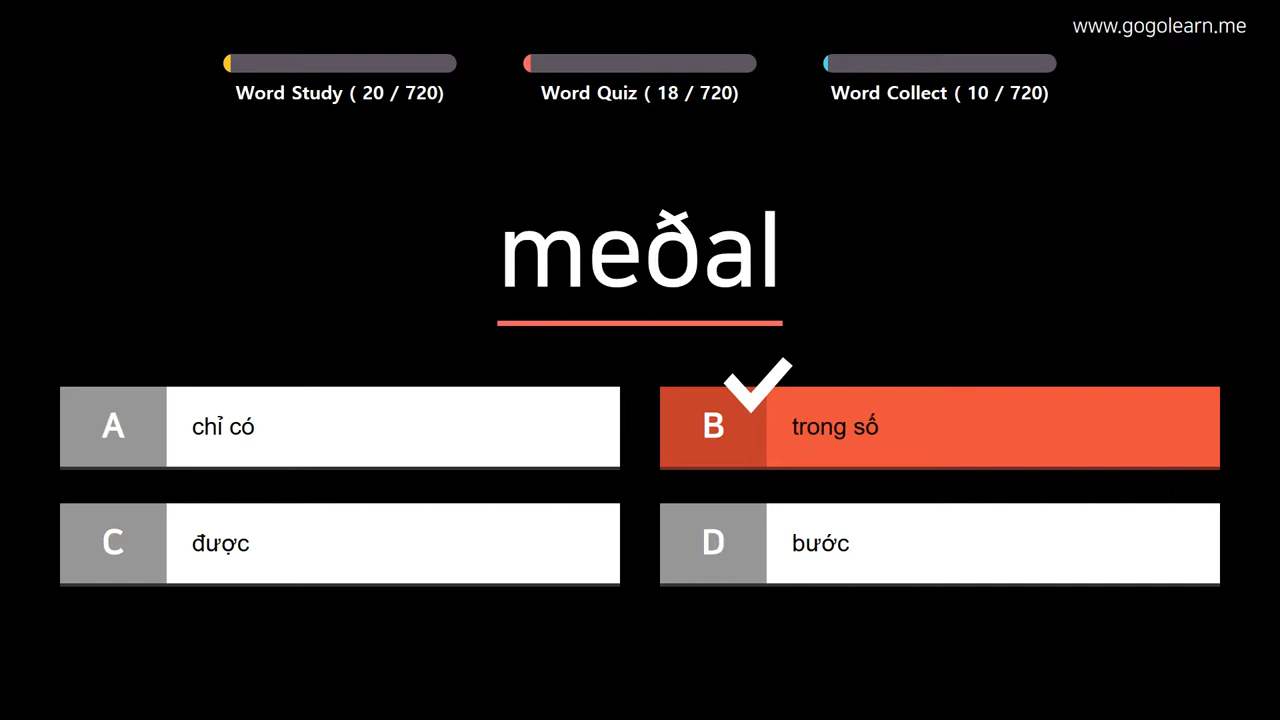 www.gogolearn.me
Word Study ( 20 / 720)
Word Quiz ( 18 / 720)
Word Collect ( 10 / 720)
meðal
A
chỉ có
B
trong số
C
được
D
bước